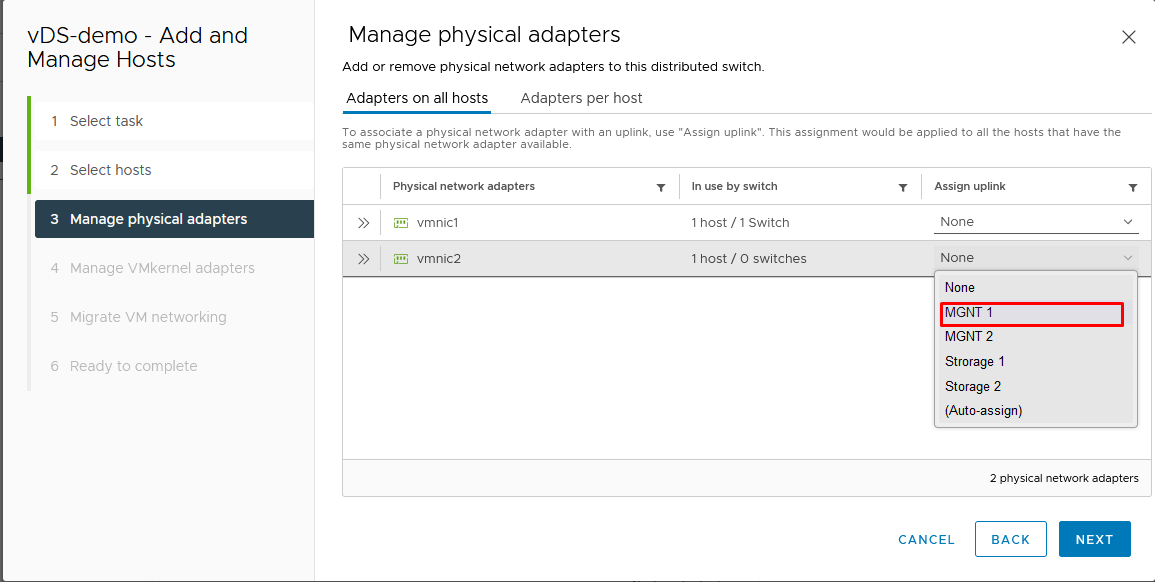 vDS-demo - Add and
Manage Hosts
1 Select task
2 Select hosts
3 Manage physical adapters
4 Manage VMkernel adapters
5 Migrate VM networking
6 Ready to complete
Manage physical adapters
Add or remove physical network adapters to this distributed switch.
Adapters on all hosts Adapters per host
To associate a physical network adapter with an uplink, use "Assign uplink". This assignment would be applied to all the hosts that have the
same physical network adapter available.
Physical network adapters In use by switch Assign uplink
vmnic1 1 host / 1 Switch None
vmnic2 1 host / 0 switches None
None
MGNT 1
MGNT 2
Strorage 1
Storage 2
(Auto-assign)
2 physical network adapters
CANCEL BACK NEXT